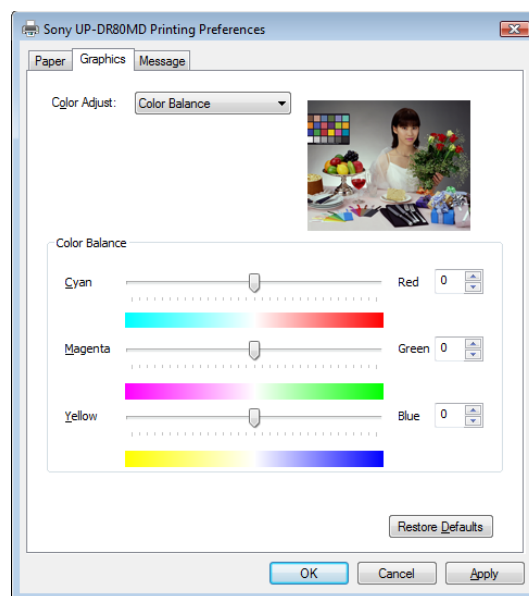 Sony UP-DR80MD Printing Preferences
Paper Graphics Message
Color Adjust: Color Balance
Color Balance
Cyan Red 0
Magenta Green 0
Yellow Blue 0
Restore Defaults
OK Cancel Apply